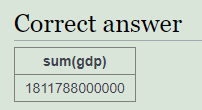 Correct answer
sum(gdp)
1811788000000